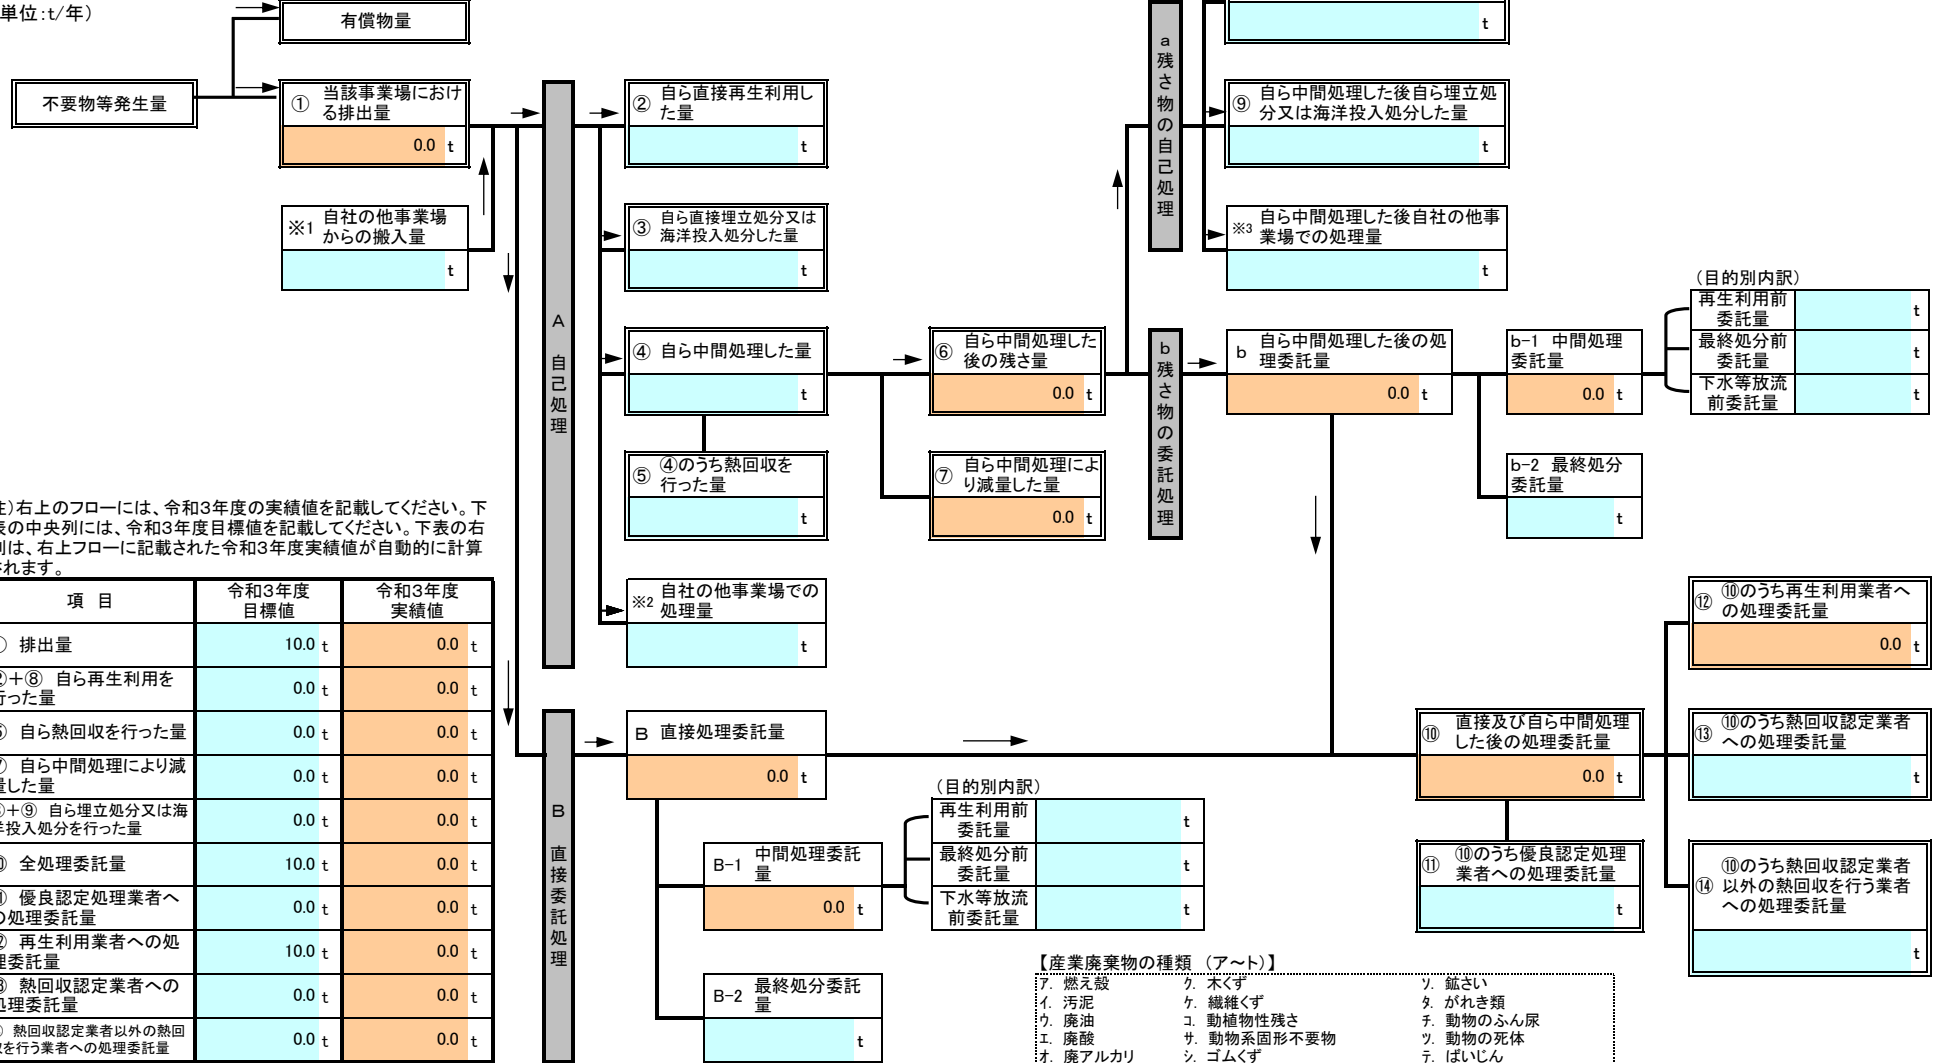 単位:t/年）
有償物量
不要物等発生量
① 当該事業場におけ
る排出量
0.0 t
※1 自社の他事業場
からの搬入量
t
A 自己処理
② 自ら直接再生利用し
た量
t
③ 自ら直接埋立処分又は
海洋投入処分した量
t
④ 自ら中間処理した量
t
⑤ ④のうち熱回収を
行った量
t
※2 自社の他事業場での
処理量
t
⑥ 自ら中間処理した
後の残さ量
0.0 t
⑦ 自ら中間処理によ
り減量した量
0.0 t
a 残さ物の自己処理
t
⑨ 自ら中間処理した後自ら埋立処
分又は海洋投入処分した量
t
※3 自ら中間処理した後自社の他事
業場での処理量
t
b 残さ物の委託処理
b 自ら中間処理した後の処
理委託量
0.0 t
b-1 中間処理
委託量
0.0 t
b-2 最終処分
委託量
t
（目的別内訳）
再生利用前
委託量 t
最終処分前
委託量 t
下水等放流
前委託量 t
注）右上のフローには、令和3年度の実績値を記載してください。下
表の中央列には、令和3年度目標値を記載してください。下表の右
列は、右上フローに記載された令和3年度実績値が自動的に計算
されます。
項 目 令和3年度 目標値 令和3年度 実績値
① 排出量 10.0 t 0.0 t
②+⑧ 自ら再生利用を
行った量 0.0 t 0.0 t
⑤ 自ら熱回収を行った量 0.0 t 0.0 t
⑦ 自ら中間処理により減
量した量 0.0 t 0.0 t
③+⑨ 自ら埋立処分又は海
洋投入処分を行った量 0.0 t 0.0 t
⑩ 全処理委託量 10.0 t 0.0 t
⑪ 優良認定処理業者へ
の処理委託量 0.0 t 0.0 t
⑫ 再生利用業者への処
理委託量 10.0 t 0.0 t
⑬ 熱回収認定業者への
処理委託量 0.0 t 0.0 t
⑭ 熱回収認定業者以外の熱回
収を行う業者への処理委託量 0.0 t 0.0 t
B 直接委託処理
B 直接処理委託量
0.0 t
B-1 中間処理委託
量
0.0 t
B-2 最終処分委託
量
t
（目的別内訳）
再生利用前
委託量 t
最終処分前
委託量 t
下水等放流
前委託量 t
⑩ 直接及び自ら中間処理
した後の処理委託量
0.0 t
⑪ ⑩のうち優良認定処理
業者への処理委託量
t
⑫ ⑩のうち再生利用業者へ
の処理委託量
0.0 t
⑬ ⑩のうち熱回収認定業者
への処理委託量
t
⑭ ⑩のうち熱回収認定業者
以外の熱回収を行う業者
への処理委託量
t
【産業廃棄物の種類 （ア～ト）】
ア. 燃え殻 ク. 木くず ソ. 鉱さい
イ. 汚泥 ケ. 繊維くず タ. がれき類
ウ. 廃油 コ. 動植物性残さ チ. 動物のふん尿
エ. 廃酸 サ. 動物系固形不要物 ツ. 動物の死体
オ. 廃アルカリ シ. ゴムくず テ. ばいじん